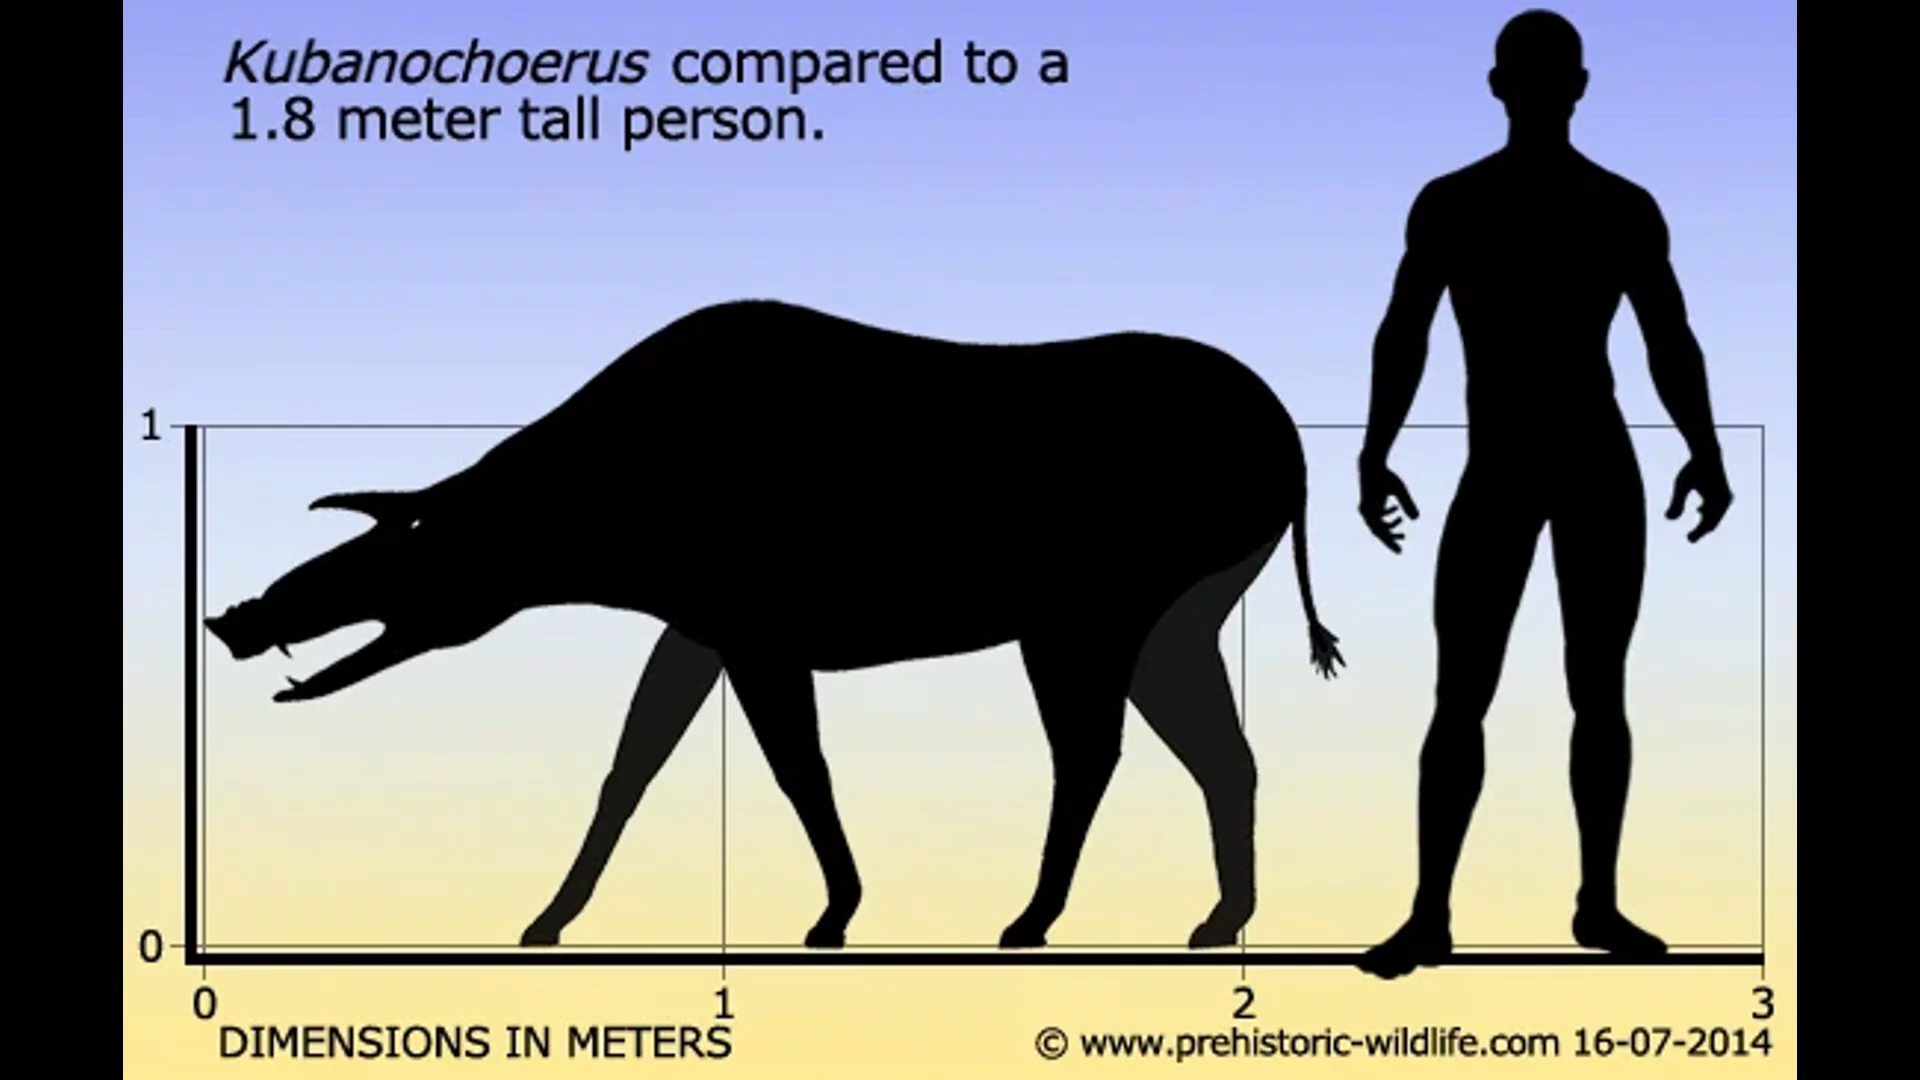 Kubanochoerus compared to a
1.8 meter tall person.
1
0
0 1 2 3
DIMENSIONS IN METERS
© www.prehistoric-wildlife.com 16-07-2014